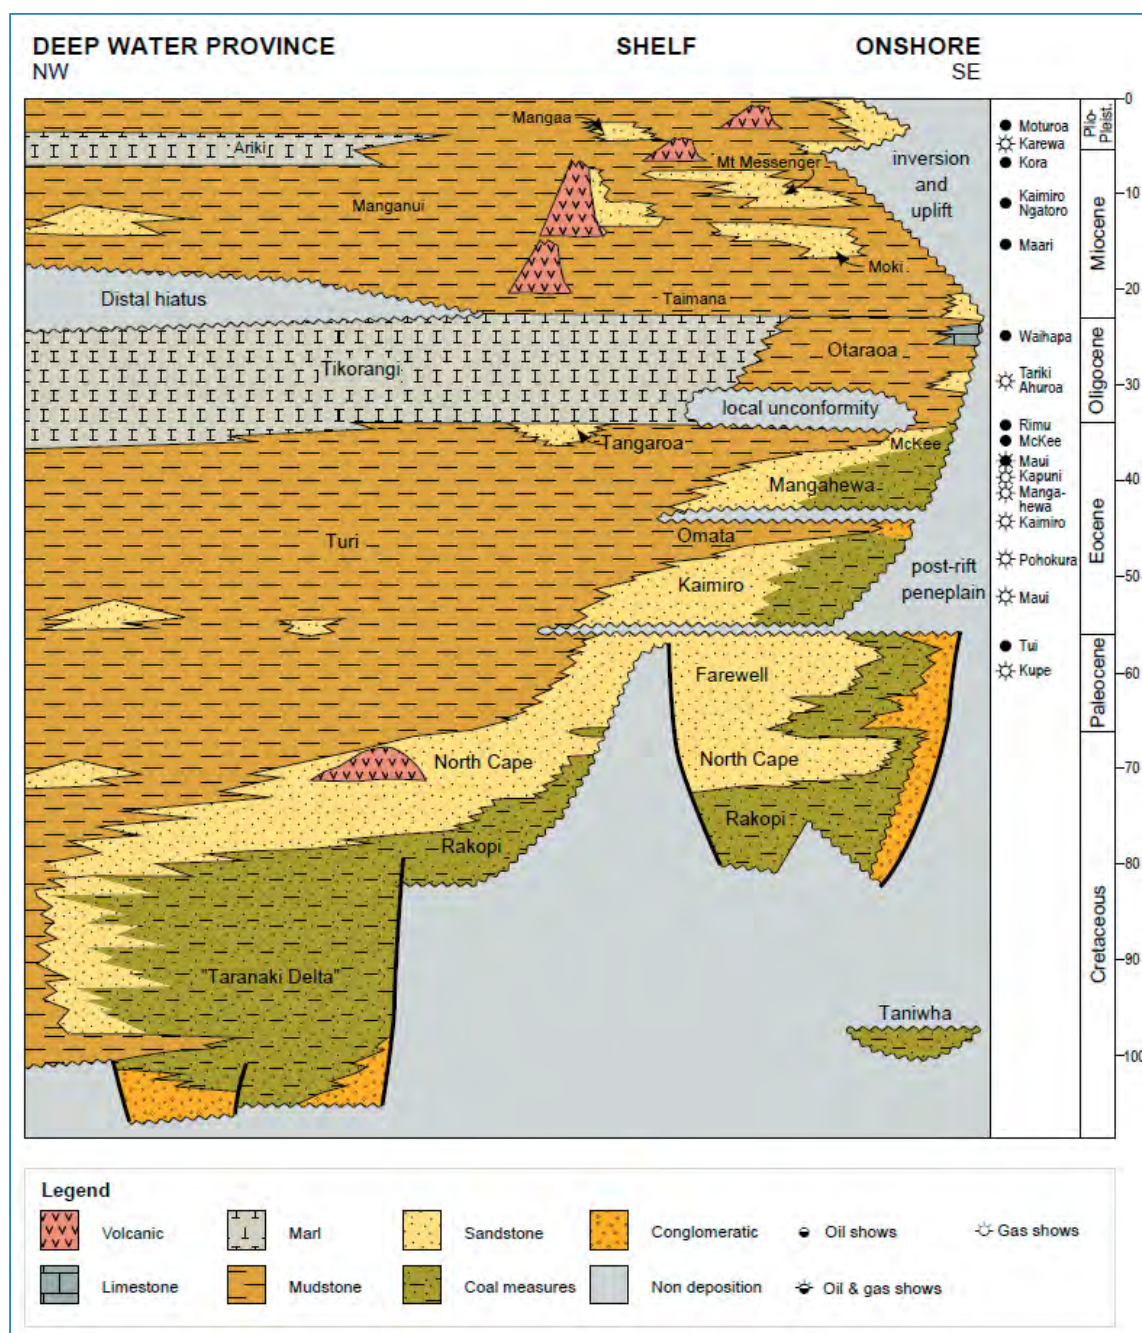 DEEP WATER PROVINCE
NW
SHELF
ONSHORE
SE
Mangaa
Ariki
Mt Messenger
inversion
and
uplift
Manganui
Moki
Distal hiatus
Taimana
Tikorangi
Otaraoa
local unconformity
Tangaroa
McKee
Mangahewa
Turi
Omata
Kaimiro
post-rift
peneplain
Farewell
North Cape
North Cape
Rakopi
Rakopi
"Taranaki Delta"
Taniwha
Moturoa
Karewa
Kora
Kaimiro
Ngatoro
Maari
Waihapa
Tariki
Ahuroa
Rimu
McKee
Maui
Kapuni
Manga-
hewa
Kaimiro
Pohokura
Maui
Tui
Kupe
Plio-
Pleist.
Miocene
Oligocene
Eocene
Paleocene
Cretaceous
0
10
20
30
40
50
60
70
80
90
100
Legend
Volcanic
Marl
Sandstone
Conglomeratic
Oil shows
Gas shows
Limestone
Mudstone
Coal measures
Non deposition
Oil & gas shows